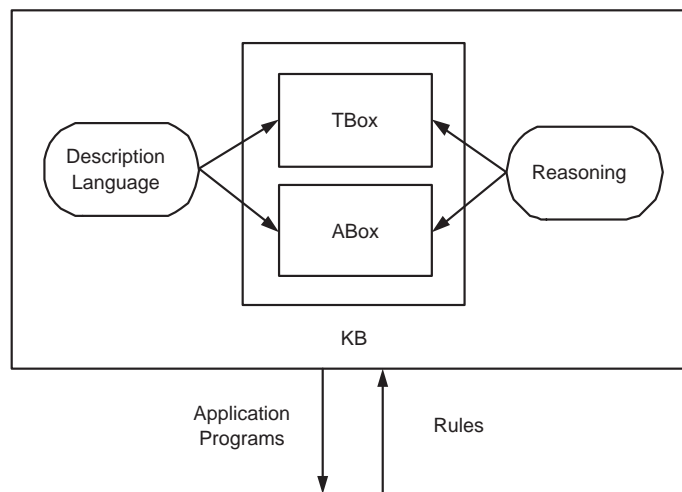 TBox
Description
Language
Reasoning
ABox
KB
Application
Programs
Rules